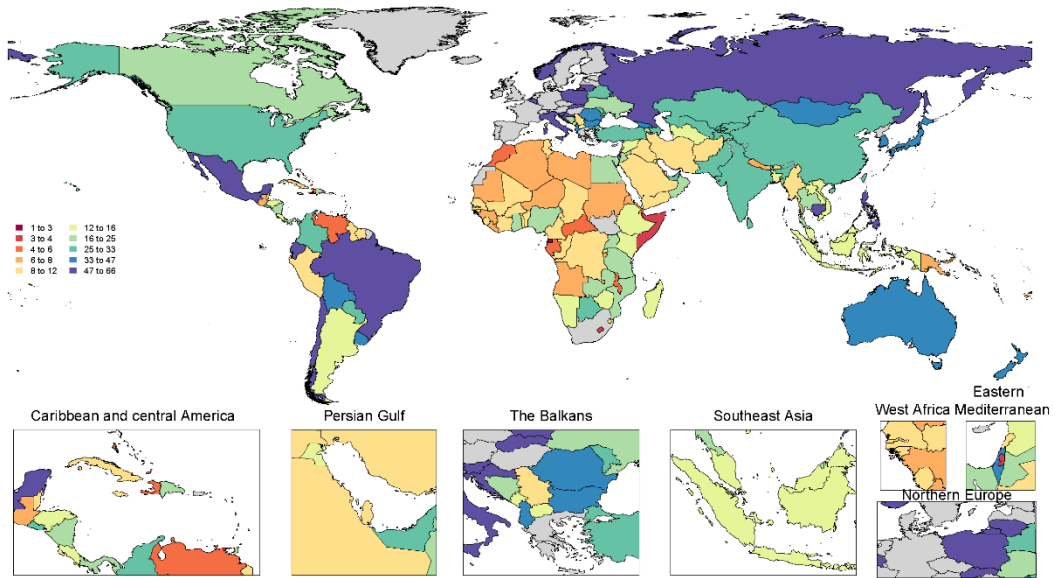 1 to 3 12 to 16
3 to 4 16 to 25
4 to 6 25 to 33
6 to 8 33 to 47
8 to 12 47 to 66
Caribbean and central America
Persian Gulf
The Balkans
Southeast Asia
West Africa
Eastern
Mediterranean
Northern Europe